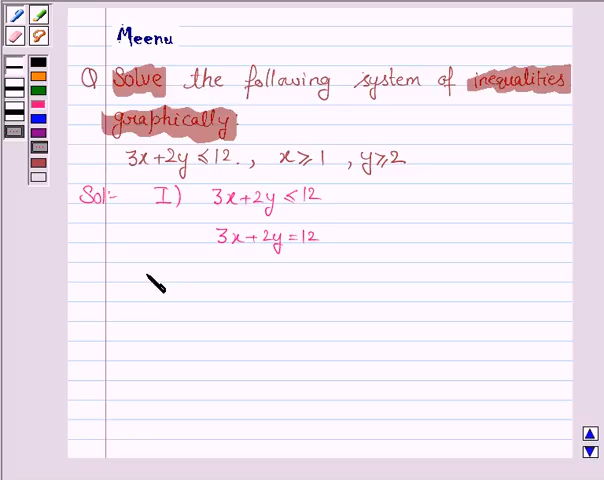 Meenu
Q Solve the following system of inequalities
graphically:
3x+2y ⩽ 12. , x ⩾ 1 , y ⩾ 2
Sol:- I) 3x+2y ⩽ 12
3x+2y = 12